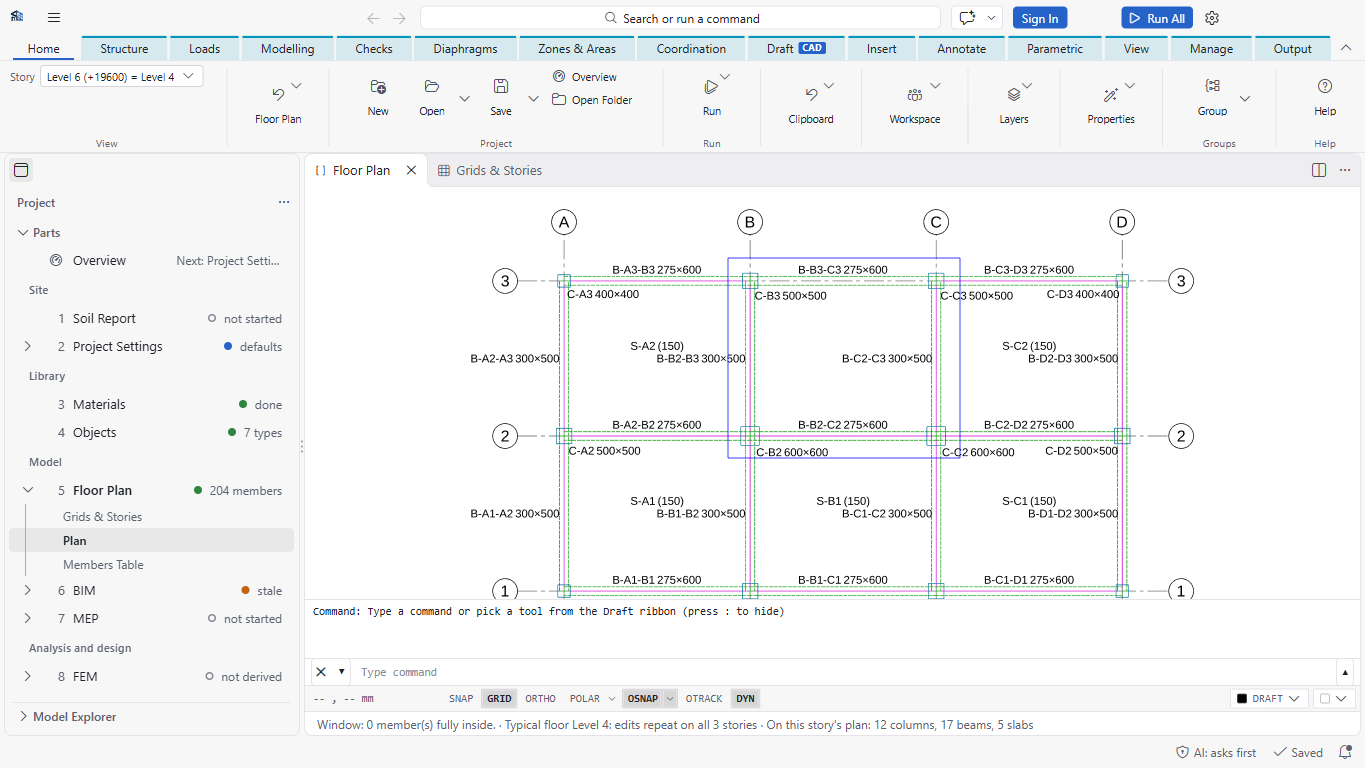 Search or run a command
Sign In
Run All
Home
Structure
Loads
Modelling
Checks
Diaphragms
Zones & Areas
Coordination
Draft CAD
Insert
Annotate
Parametric
View
Manage
Output
Story Level 6 (+19600) = Level 4
View
Floor Plan
New
Open
Save
Overview
Open Folder
Project
Run
Run
Clipboard
Workspace
Layers
Properties
Group
Groups
Help
Help
Project
Parts
Overview Next: Project Setti...
Site
1 Soil Report not started
2 Project Settings defaults
Library
3 Materials done
4 Objects 7 types
Model
5 Floor Plan 204 members
Grids & Stories
Plan
Members Table
6 BIM stale
7 MEP not started
Analysis and design
8 FEM not derived
Model Explorer
Floor Plan
Grids & Stories
A B C D
B-A3-B3 275×600 B-B3-C3 275×600 B-C3-D3 275×600
3 3
C-A3 400×400 C-B3 500×500 C-C3 500×500 C-D3 400×400
S-A2 (150) S-C2 (150)
B-A2-A3 300×500 B-B2-B3 300×500 B-C2-C3 300×500 B-D2-D3 300×500
B-A2-B2 275×600 B-B2-C2 275×600 B-C2-D2 275×600
2 2
C-A2 500×500 C-B2 600×600 C-C2 600×600 C-D2 500×500
S-A1 (150) S-B1 (150) S-C1 (150)
B-A1-A2 300×500 B-B1-B2 300×500 B-C1-C2 300×500 B-D1-D2 300×500
B-A1-B1 275×600 B-B1-C1 275×600 B-C1-D1 275×600
1 1
Command: Type a command or pick a tool from the Draft ribbon (press : to hide)
Type command
-- , -- mm SNAP GRID ORTHO POLAR OSNAP OTRACK DYN DRAFT
Window: 0 member(s) fully inside. · Typical floor Level 4: edits repeat on all 3 stories · On this story's plan: 12 columns, 17 beams, 5 slabs
AI: asks first Saved